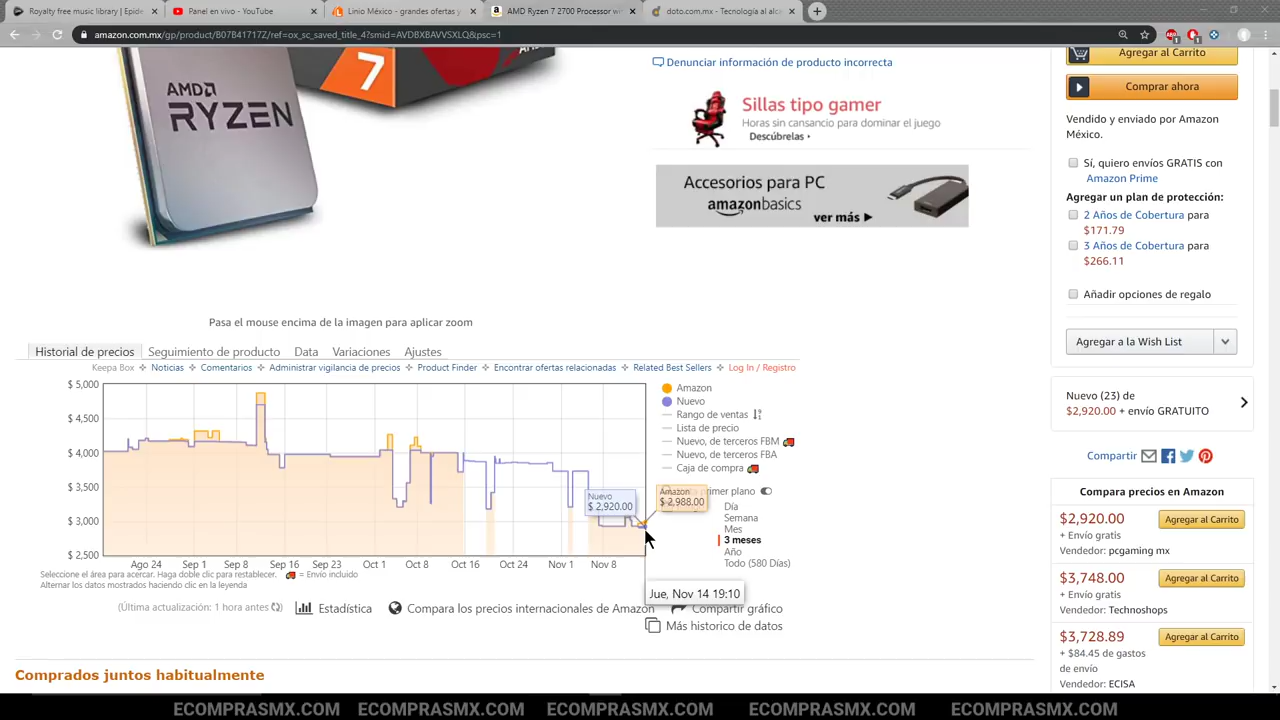 Royalty free music library | Epide
Panel en vivo - YouTube
Linio México - grandes ofertas y
AMD Ryzen 7 2700 Processor wi
doto.com.mx - Tecnología al alc
amazon.com.mx/gp/product/B07B41717Z/ref=ox_sc_saved_title_4?smid=AVDBXBAVVSXLQ&psc=1
AMD
RYZEN
7
AMD
Pasa el mouse encima de la imagen para aplicar zoom
Denunciar información de producto incorrecta
Sillas tipo gamer
Horas sin cansancio para dominar el juego
Descúbrelas
Accesorios para PC
amazonbasics
ver más
Agregar al Carrito
Comprar ahora
Vendido y enviado por Amazon
México.
Sí, quiero envíos GRATIS con
Amazon Prime
Agregar un plan de protección:
2 Años de Cobertura para
$171.79
3 Años de Cobertura para
$266.11
Añadir opciones de regalo
Agregar a la Wish List
Nuevo (23) de
$2,920.00 + envío GRATUITO
Compartir
Compara precios en Amazon
$2,920.00 Agregar al Carrito
+ Envío gratis
Vendedor: pcgaming mx
$3,748.00 Agregar al Carrito
+ Envío gratis
Vendedor: Technoshops
$3,728.89 Agregar al Carrito
+ $84.45 de gastos
de envío
Vendedor: ECISA
Historial de precios Seguimiento de producto Data Variaciones Ajustes
Keepa Box Noticias Comentarios Administrar vigilancia de precios Product Finder Encontrar ofertas relacionadas Related Best Sellers Log In / Registro
$ 5,000
$ 4,500
$ 4,000
$ 3,500
$ 3,000
$ 2,500
Ago 24 Sep 1 Sep 8 Sep 16 Sep 23 Oct 1 Oct 8 Oct 16 Oct 24 Nov 1 Nov 8
Nuevo
$ 2,920.00
Amazon
$ 2,988.00
Jue, Nov 14 19:10
Amazon
Nuevo
Rango de ventas
Lista de precio
Nuevo, de terceros FBM
Nuevo, de terceros FBA
Caja de compra
primer plano
Día
Semana
Mes
3 meses
Año
Todo (580 Días)
Seleccione el área para acercar. Haga doble clic para restablecer. = Envío incluido
Alternar los datos mostrados haciendo clic en la leyenda
(Última actualización: 1 hora antes) Estadística Compara los precios internacionales de Amazon Compartir gráfico
Más historico de datos
Comprados juntos habitualmente
ECOMPRASMX.COM ECOMPRASMX.COM ECOMPRASMX.COM ECOMPRASMX.COM ECOMPRASMX.COM